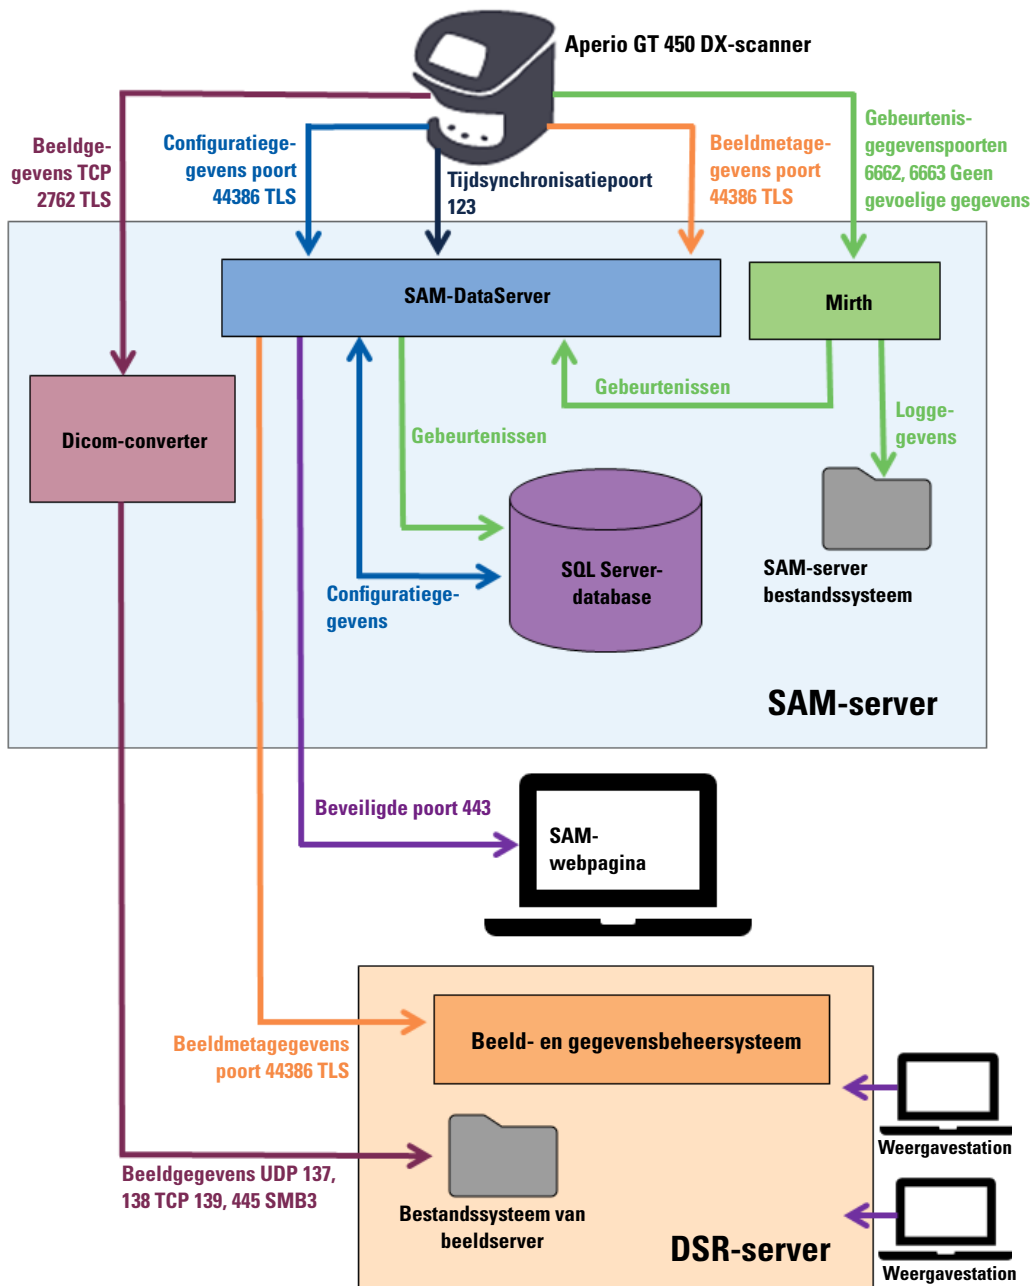 Aperio GT 450 DX-scanner
Beeldge-
gevens TCP
2762 TLS
Configuratiege-
gevens poort
44386 TLS
Tijdsynchronisatiepoort
123
Beeldmetage-
gevens poort
44386 TLS
Gebeurtenis-
gegevenspoorten
6662, 6663 Geen
gevoelige gegevens
SAM-DataServer
Mirth
Dicom-converter
Gebeurtenissen
Gebeurtenissen
Logge-
gevens
SQL Server-
database
SAM-server
bestandssysteem
Configuratiege-
gevens
SAM-server
Beveiligde poort 443
SAM-
webpagina
Beeld- en gegevensbeheersysteem
Beeldmetagegevens
poort 44386 TLS
Weergavestation
Beeldgegevens UDP 137,
138 TCP 139, 445 SMB3
Bestandssysteem van
beeldserver
DSR-server
Weergavestation